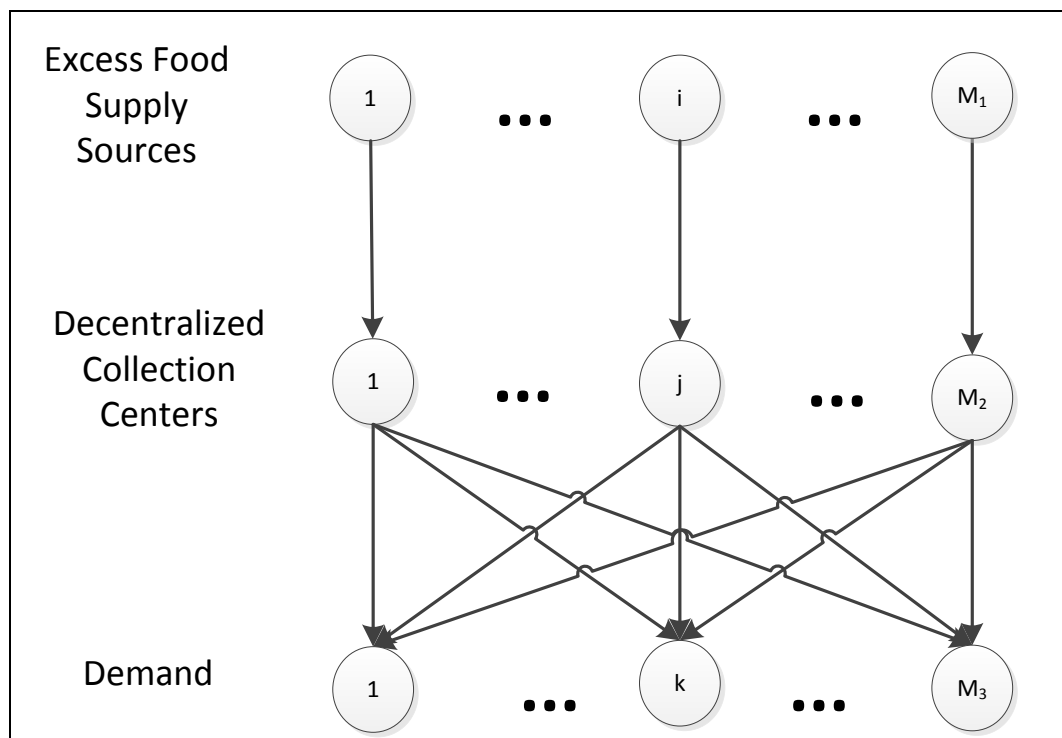 Excess Food
Supply
Sources
1 ... i ... M₁
Decentralized
Collection
Centers
1 ... j ... M₂
Demand
1 ... k ... M₃